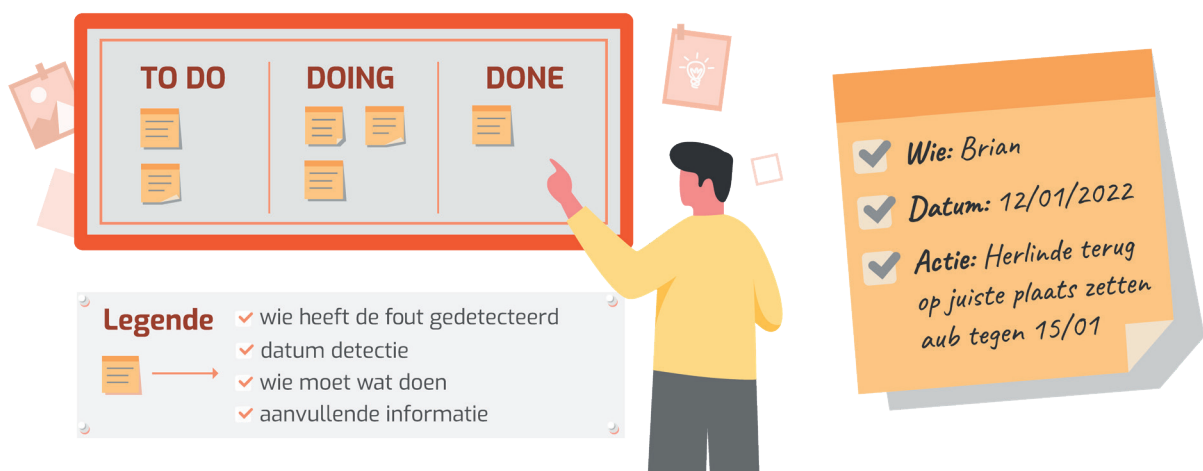 TO DO
DOING
DONE
Legende
wie heeft de fout gedetecteerd
datum detectie
wie moet wat doen
aanvullende informatie
Wie: Brian
Datum: 12/01/2022
Actie: Herlinde terug
op juiste plaats zetten
aub tegen 15/01